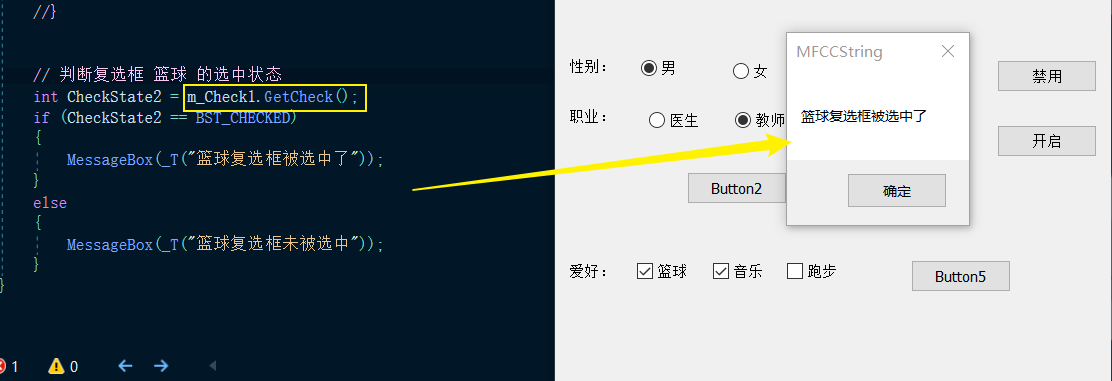 //}
// 判断复选框 篮球 的选中状态
int CheckState2 = m_Check1.GetCheck();
if (CheckState2 == BST_CHECKED)
{
MessageBox(_T("篮球复选框被选中了"));
}
else
{
MessageBox(_T("篮球复选框未被选中"));
}
}
1 0
MFCCString
性别： 男 女
禁用
篮球复选框被选中了
职业： 医生 教师
开启
Button2
确定
爱好： 篮球 音乐 跑步
Button5